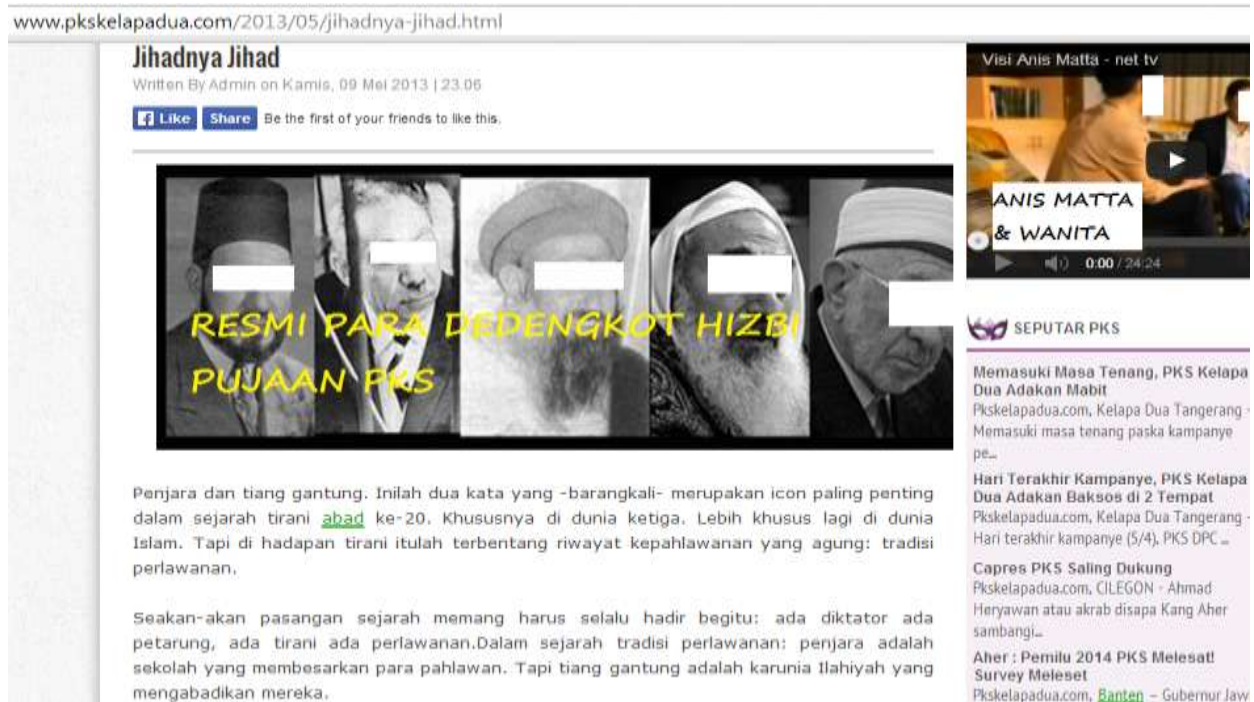 www.pkskelapadua.com/2013/05/jihadnya-jihad.html
Jihadnya Jihad
Written By Admin on Kamis, 09 Mei 2013 | 23.06
Like Share Be the first of your friends to like this.
RESMI PARA DEDENGKOT HIZBI
PUJAAN PKS
Penjara dan tiang gantung. Inilah dua kata yang -barangkali- merupakan icon paling penting
dalam sejarah tirani abad ke-20. Khususnya di dunia ketiga. Lebih khusus lagi di dunia
Islam. Tapi di hadapan tirani itulah terbentang riwayat kepahlawanan yang agung: tradisi
perlawanan.
Seakan-akan pasangan sejarah memang harus selalu hadir begitu: ada diktator ada
petarung, ada tirani ada perlawanan.Dalam sejarah tradisi perlawanan: penjara adalah
sekolah yang membesarkan para pahlawan. Tapi tiang gantung adalah karunia Ilahiyah yang
mengabadikan mereka.
Visi Anis Matta - net tv
ANIS MATTA
& WANITA
0:00 / 24:24
SEPUTAR PKS
Memasuki Masa Tenang, PKS Kelapa
Dua Adakan Mabit
Pkskelapadua.com, Kelapa Dua Tangerang -
Memasuki masa tenang paska kampanye
pe...
Hari Terakhir Kampanye, PKS Kelapa
Dua Adakan Baksos di 2 Tempat
Pkskelapadua.com, Kelapa Dua Tangerang -
Hari terakhir kampanye (5/4), PKS DPC ...
Capres PKS Saling Dukung
Pkskelapadua.com, CILEGON - Ahmad
Heryawan atau akrab disapa Kang Aher
sambangi...
Aher : Pemilu 2014 PKS Melesat!
Survey Meleset
Pkskelapadua.com, Banten – Gubernur Jaw